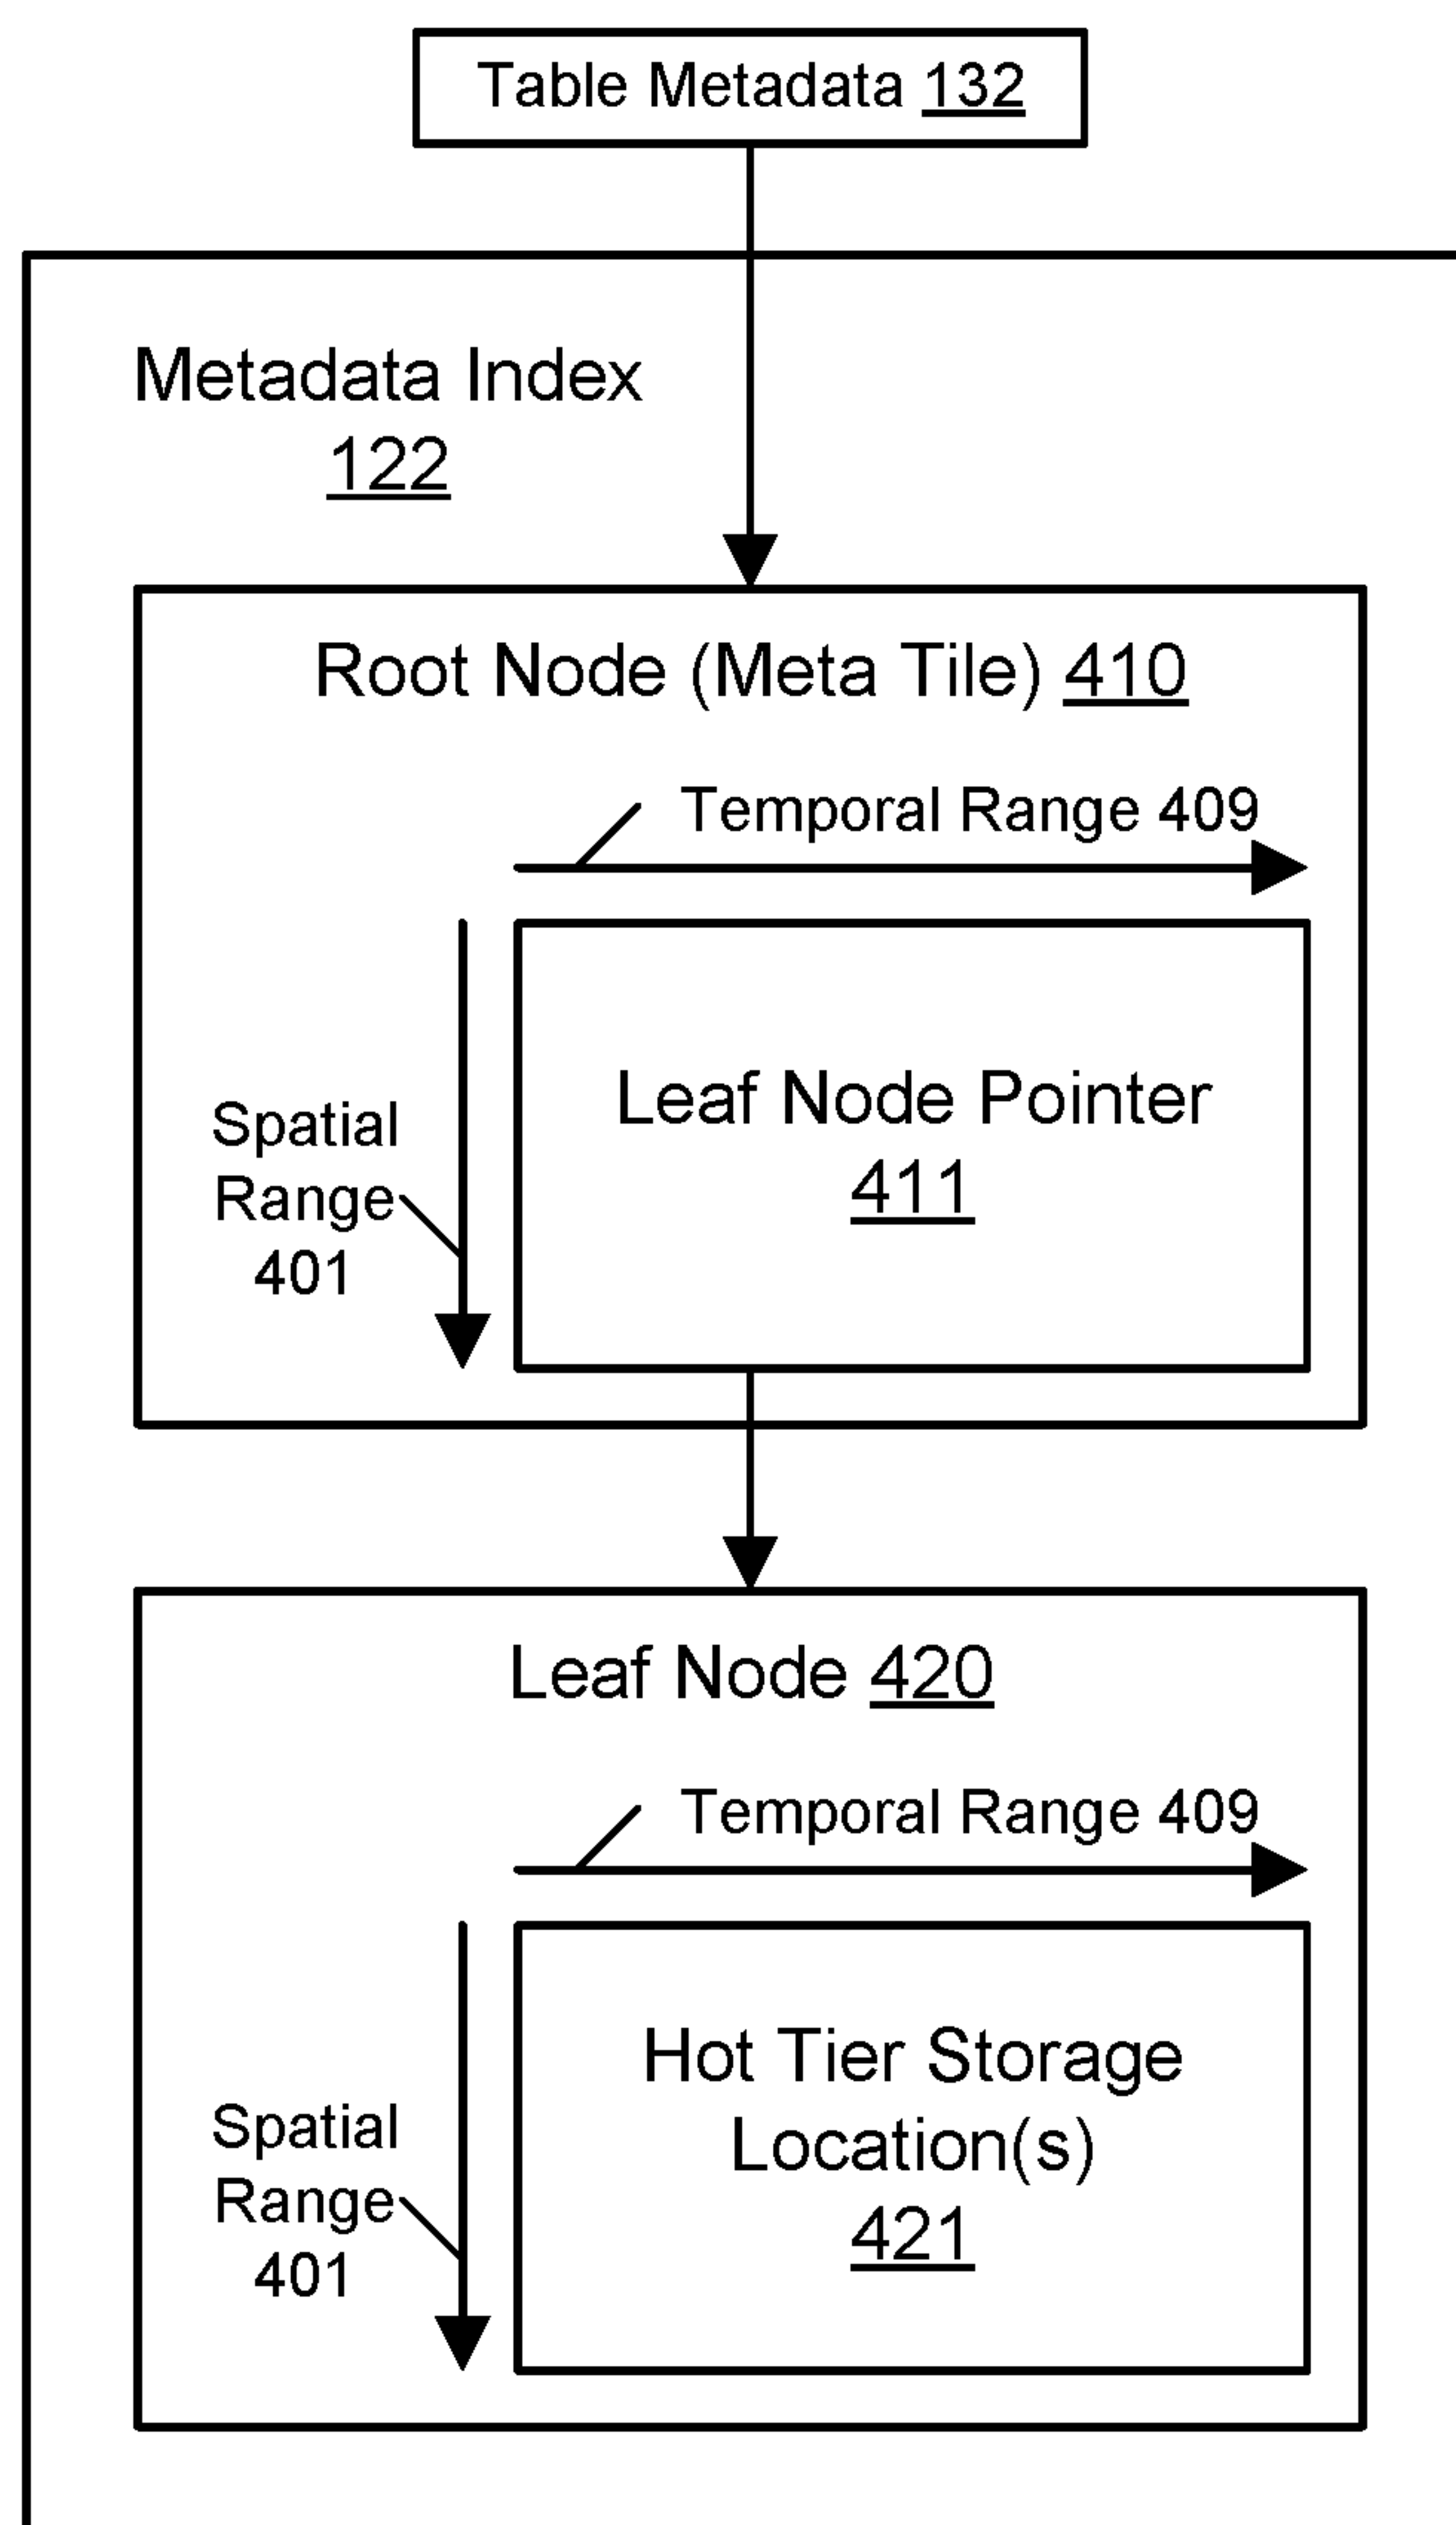 Table Metadata 132
Metadata Index
122
Root Node (Meta Tile) 410
Temporal Range 409
Leaf Node Pointer
411
Spatial
Range
401
Leaf Node 420
Temporal Range 409
Hot Tier Storage
Location(s)
421
Spatial
Range
401